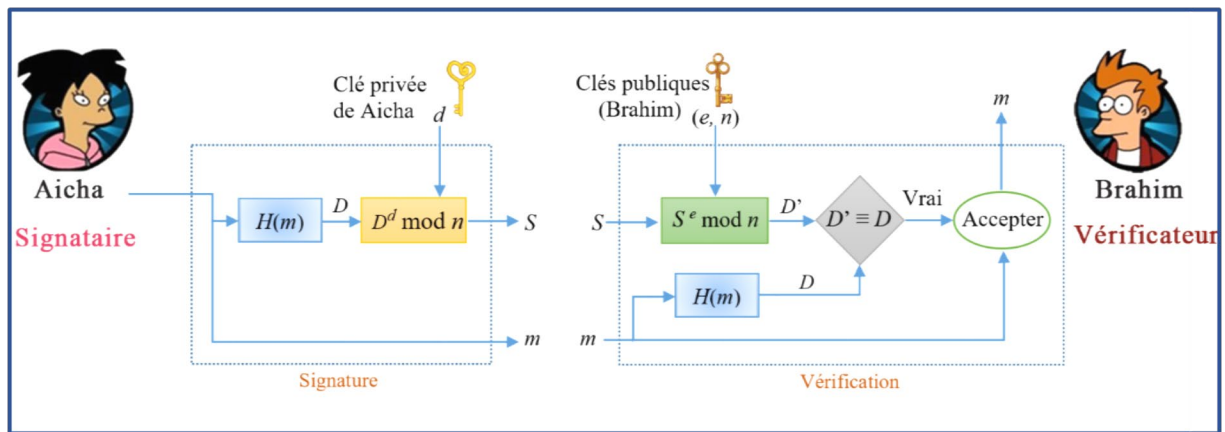 Clé privée
de Aicha
d
Clés publiques
(Brahim)
(e, n)
m
Aicha
Signataire
H(m)
D
D^d mod n
S
m
Signature
S
S^e mod n
D’
D’ ≡ D
Vrai
Accepter
H(m)
D
m
Vérification
Brahim
Vérificateur